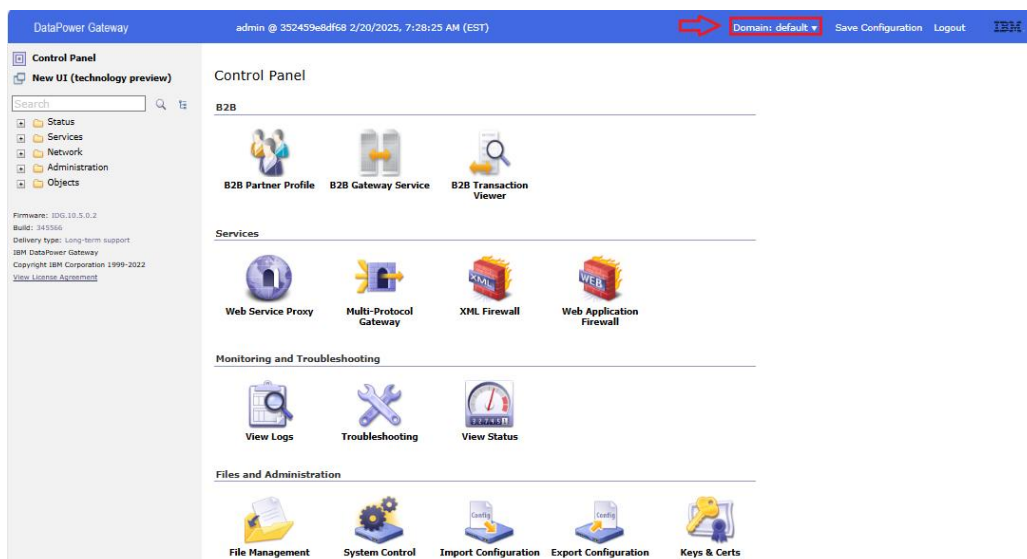 DataPower Gateway
admin @ 352459e8df68 2/20/2025, 7:28:25 AM (EST)
Domain: default ▾
Save Configuration
Logout
IBM
Control Panel
New UI (technology preview)
Search
Status
Services
Network
Administration
Objects
Firmware: IDG.10.5.0.2
Build: 345566
Delivery type: Long-term support
IBM DataPower Gateway
Copyright IBM Corporation 1999-2022
View License Agreement
Control Panel
B2B
B2B Partner Profile
B2B Gateway Service
B2B Transaction
Viewer
Services
XML
WEB
Web Service Proxy
Multi-Protocol
Gateway
XML Firewall
Web Application
Firewall
Monitoring and Troubleshooting
View Logs
Troubleshooting
View Status
Files and Administration
Config
Config
File Management
System Control
Import Configuration
Export Configuration
Keys & Certs